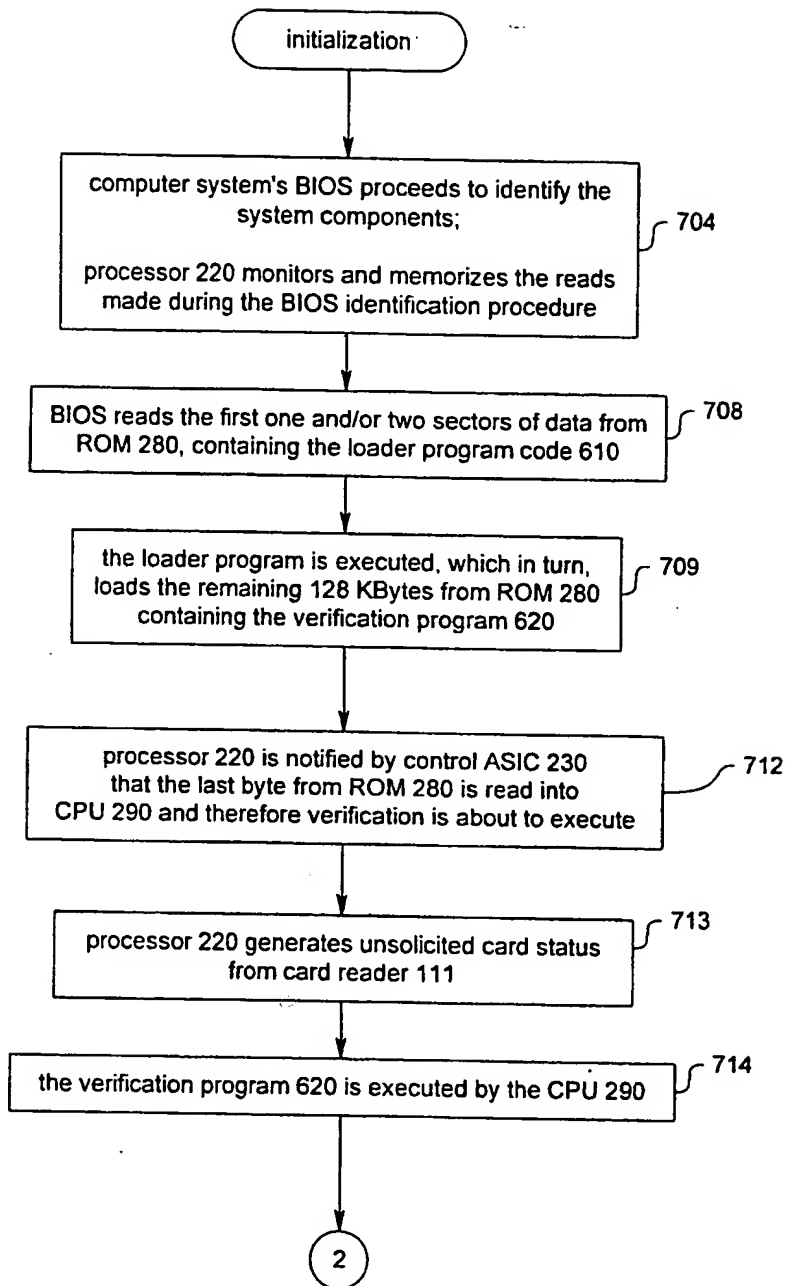 initialization
computer system's BIOS proceeds to identify the
system components;
processor 220 monitors and memorizes the reads
made during the BIOS identification procedure
704
BIOS reads the first one and/or two sectors of data from
ROM 280, containing the loader program code 610
708
the loader program is executed, which in turn,
loads the remaining 128 KBytes from ROM 280
containing the verification program 620
709
processor 220 is notified by control ASIC 230
that the last byte from ROM 280 is read into
CPU 290 and therefore verification is about to execute
712
processor 220 generates unsolicited card status
from card reader 111
713
the verification program 620 is executed by the CPU 290
714
2